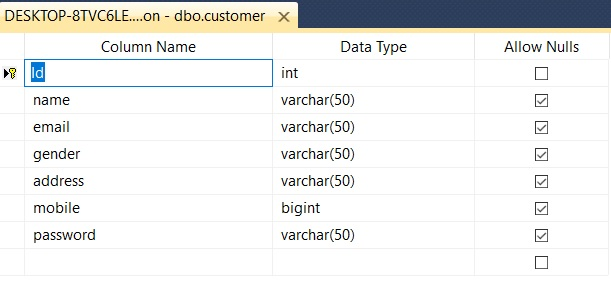 DESKTOP-8TVC6LE....on - dbo.customer
Column Name Data Type Allow Nulls
Id int
name varchar(50)
email varchar(50)
gender varchar(50)
address varchar(50)
mobile bigint
password varchar(50)